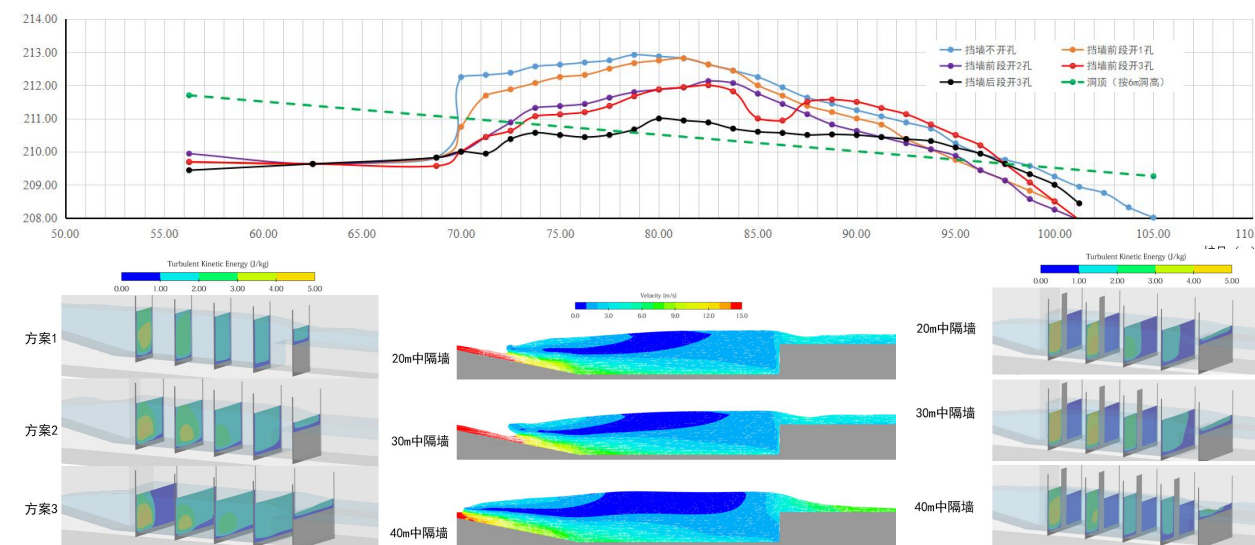 214.00
213.00
212.00
211.00
210.00
209.00
208.00
50.00 55.00 60.00 65.00 70.00 75.00 80.00 85.00 90.00 95.00 100.00 105.00 110
挡墙不开孔 挡墙前段开1孔
挡墙前段开2孔 挡墙前段开3孔
挡墙后段开3孔 洞顶（按6m洞高）
Turbulent Kinetic Energy (J/kg)
0.00 1.00 2.00 3.00 4.00 5.00
方案1
方案2
方案3
Velocity (m/s)
0.0 3.0 6.0 9.0 12.0 15.0
20m中隔墙
30m中隔墙
40m中隔墙
Turbulent Kinetic Energy (J/kg)
0.00 1.00 2.00 3.00 4.00 5.00
20m中隔墙
30m中隔墙
40m中隔墙